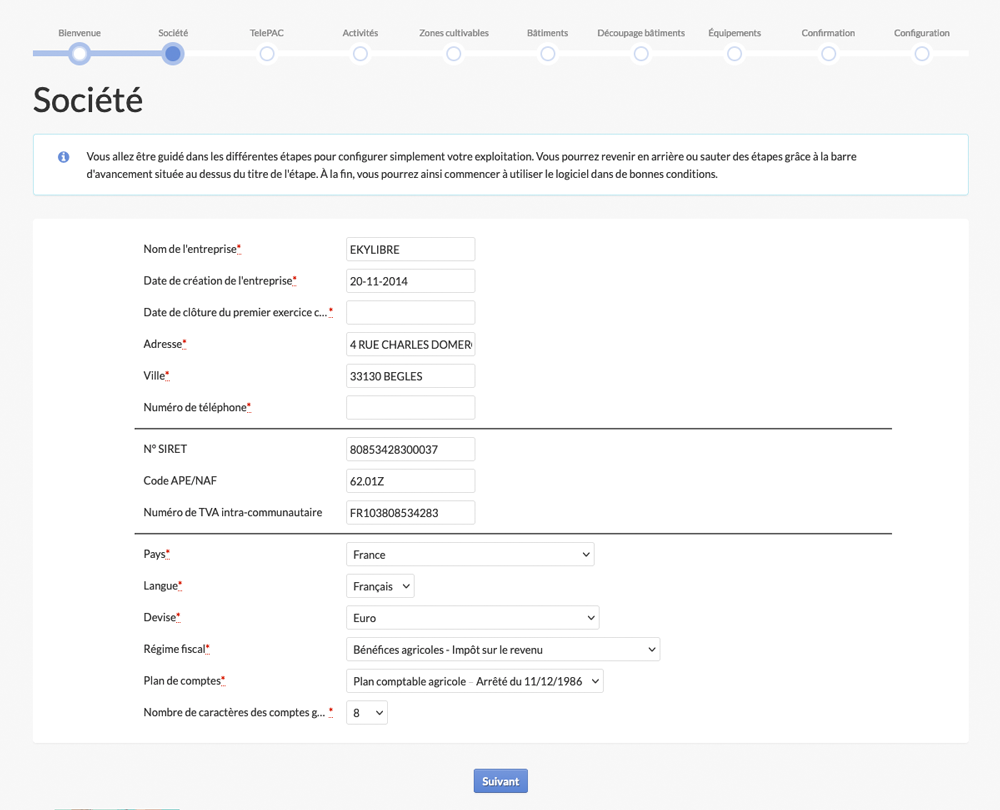 Bienvenue
Société
TelePAC
Activités
Zones cultivables
Bâtiments
Découpage bâtiments
Équipements
Confirmation
Configuration
Société
Vous allez être guidé dans les différentes étapes pour configurer simplement votre exploitation. Vous pourrez revenir en arrière ou sauter des étapes grâce à la barre
d'avancement située au dessus du titre de l'étape. À la fin, vous pourrez ainsi commencer à utiliser le logiciel dans de bonnes conditions.
Nom de l'entreprise* EKYLIBRE
Date de création de l'entreprise* 20-11-2014
Date de clôture du premier exercice c...*
Adresse* 4 RUE CHARLES DOMER
Ville* 33130 BEGLES
Numéro de téléphone*
N° SIRET 80853428300037
Code APE/NAF 62.01Z
Numéro de TVA intra-communautaire FR103808534283
Pays* France
Langue* Français
Devise* Euro
Régime fiscal* Bénéfices agricoles - Impôt sur le revenu
Plan de comptes* Plan comptable agricole – Arrêté du 11/12/1986
Nombre de caractères des comptes g... * 8
Suivant